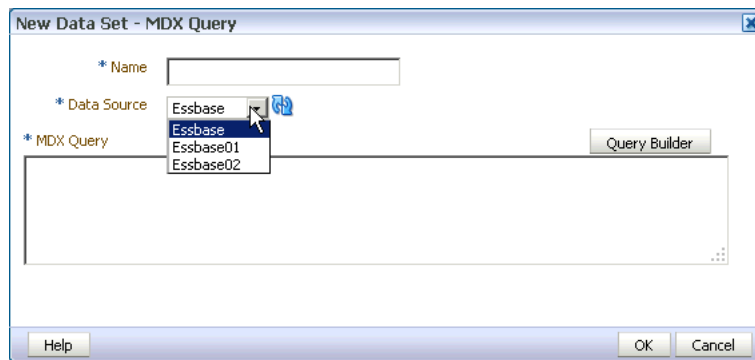 New Data Set - MDX Query
* Name
* Data Source Essbase
Essbase
Essbase01
Essbase02
* MDX Query Query Builder
Help OK Cancel